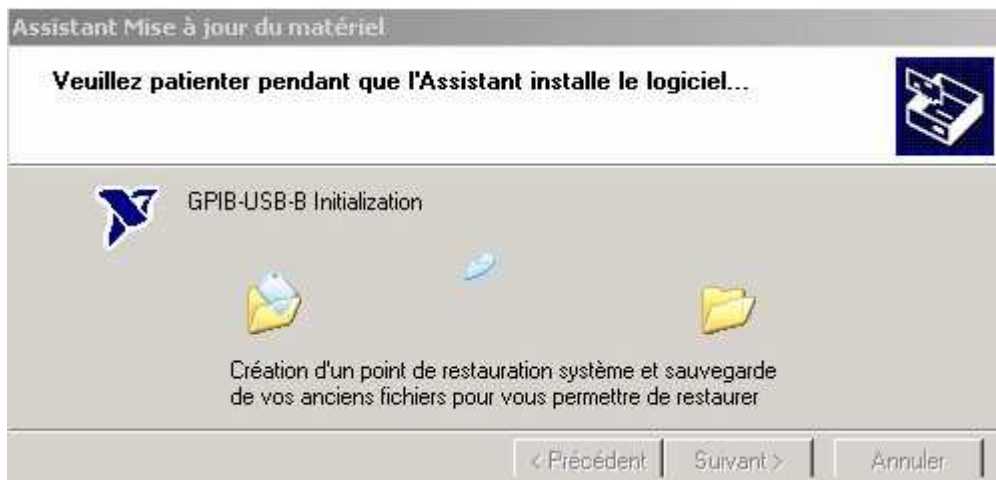 Assistant Mise à jour du matériel
Veuillez patienter pendant que l'Assistant installe le logiciel...
GPIB-USB-B Initialization
Création d'un point de restauration système et sauvegarde
de vos anciens fichiers pour vous permettre de restaurer
< Précédent Suivant > Annuler